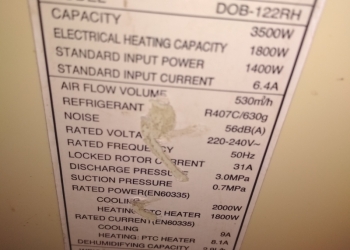 DOB-122RH
CAPACITY 3500W
ELECTRICAL HEATING CAPACITY 1800W
STANDARD INPUT POWER 1400W
STANDARD INPUT CURRENT 6.4A
AIR FLOW VOLUME 530m³/h
REFRIGERANT R407C/630g
NOISE 56dB(A)
RATED VOLTA 220-240V~
RATED FREQUENCY 50Hz
LOCKED ROTOR CURRENT 31A
DISCHARGE PRESSURE 3.0MPa
SUCTION PRESSURE 0.7MPa
RATED POWER(EN60335)
COOLING 2000W
HEATING: PTC HEATER 1800W
RATED CURRENT(EN60335)
COOLING 9A
HEATING: PTC HEATER 8.1A
DEHUMIDIFYING CAPACITY